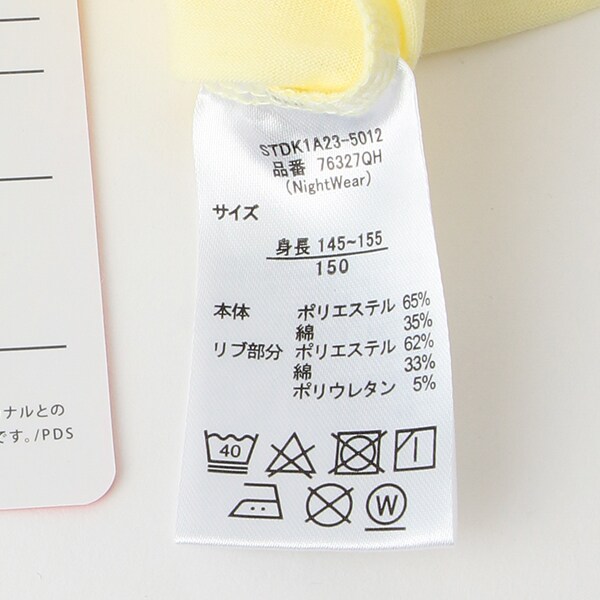 STDK1A23-5012
品番 76327QH
(NightWear)
サイズ
身長 145~155
150
本体 ポリエステル 65%
綿 35%
リブ部分 ポリエステル 62%
綿 33%
ポリウレタン 5%
40
W
ナルとの
です。/PDS